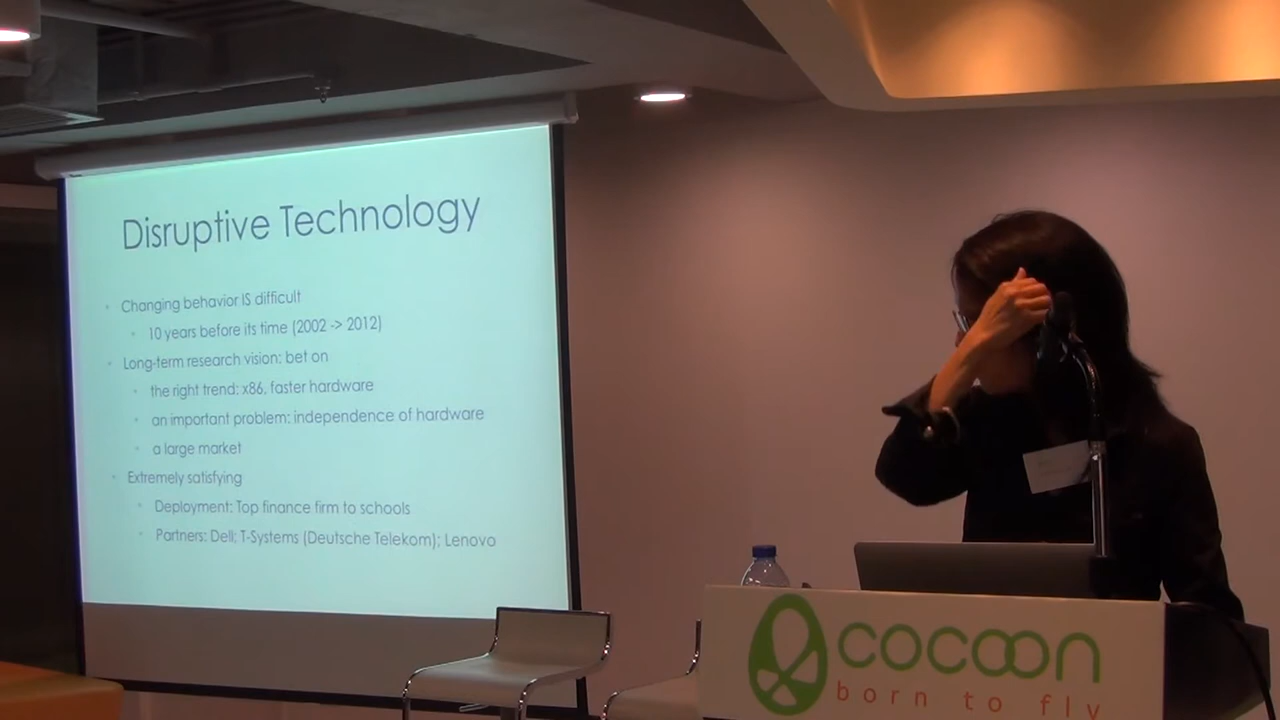 Disruptive Technology
Changing behavior IS difficult
10 years before its time (2002 -> 2012)
Long-term research vision: bet on
the right trend: x86, faster hardware
an important problem: independence of hardware
a large market
Extremely satisfying
Deployment: Top finance firm to schools
Partners: Dell; T-Systems (Deutsche Telekom); Lenovo
cocoon
born to fly